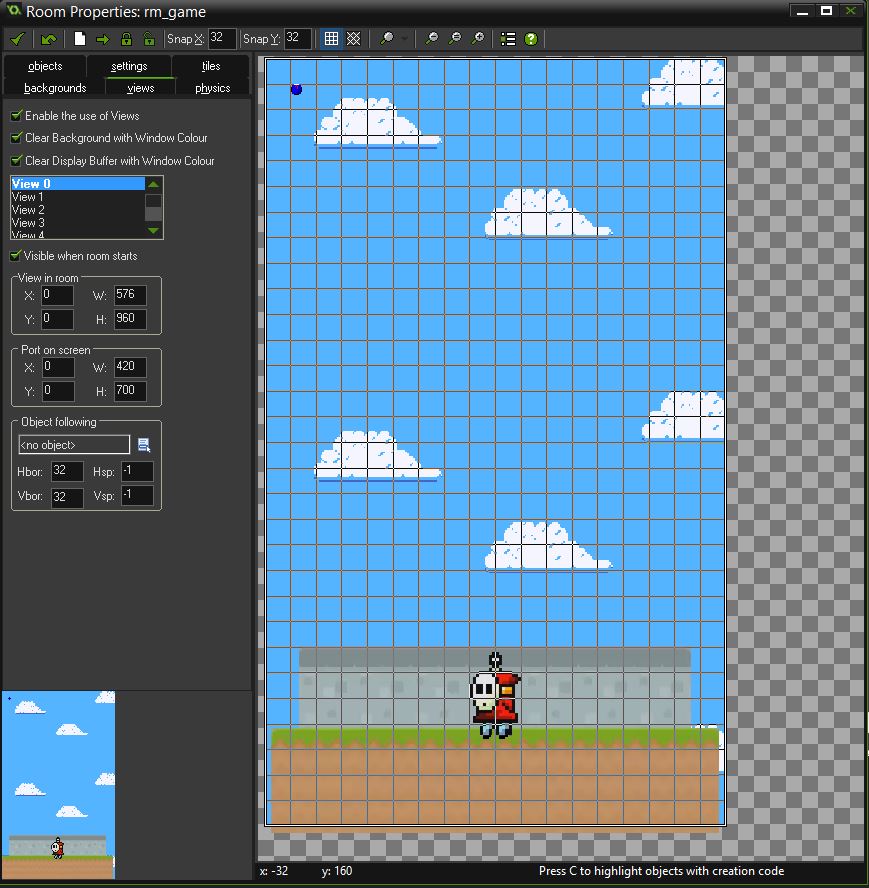 Room Properties: rm_game
Snap X: 32 Snap Y: 32
objects settings tiles
backgrounds views physics
Enable the use of Views
Clear Background with Window Colour
Clear Display Buffer with Window Colour
View 0
View 1
View 2
View 3
View 4
Visible when room starts
View in room
X: 0 W: 576
Y: 0 H: 960
Port on screen
X: 0 W: 420
Y: 0 H: 700
Object following
<no object>
Hbor: 32 Hsp: -1
Vbor: 32 Vsp: -1
x: -32 y: 160 Press C to highlight objects with creation code